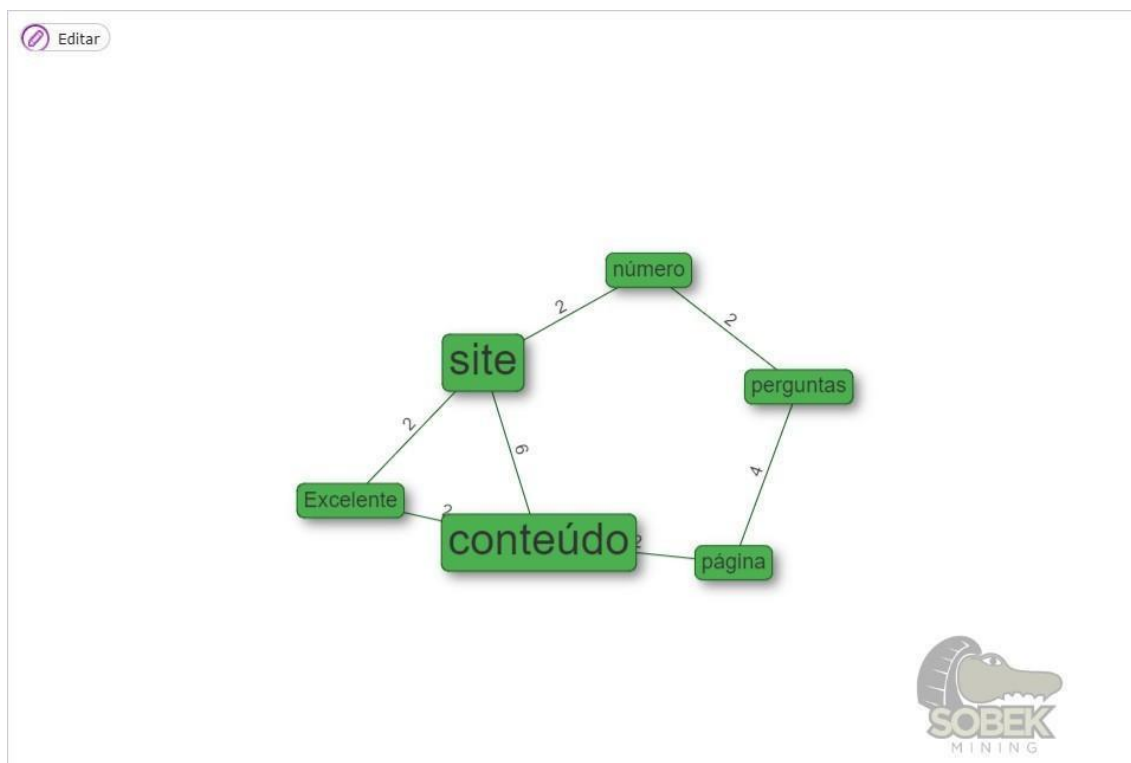 Editar
número
2
2
site
perguntas
2
6
4
Excelente
2
conteúdo
2
página
SOBEK
MINING